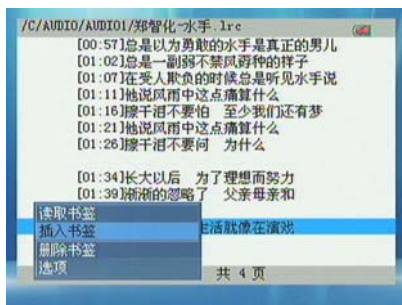 /C/AUDIO/AUDIO1/郑智化-水手.lrc
[00:57]总是以为勇敢的水手是真正的男儿
[01:02]总是一副弱不禁风孬种的样子
[01:07]在受人欺负的时候总是听见水手说
[01:11]他说风雨中这点痛算什么
[01:16]擦干泪不要怕 至少我们还有梦
[01:21]他说风雨中这点痛算什么
[01:26]擦干泪不要问 为什么
[01:34]长大以后 为了理想而努力
[01:39]渐渐的忽略了 父亲母亲和
读取书签
插入书签
生活就像在演戏
删除书签
选项
共 4 页